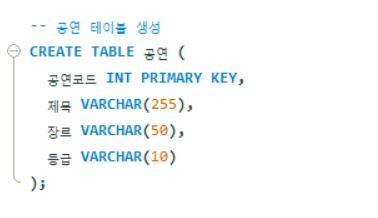 -- 공연 테이블 생성
CREATE TABLE 공연 (
공연코드 INT PRIMARY KEY,
제목 VARCHAR(255),
장르 VARCHAR(50),
등급 VARCHAR(10)
);